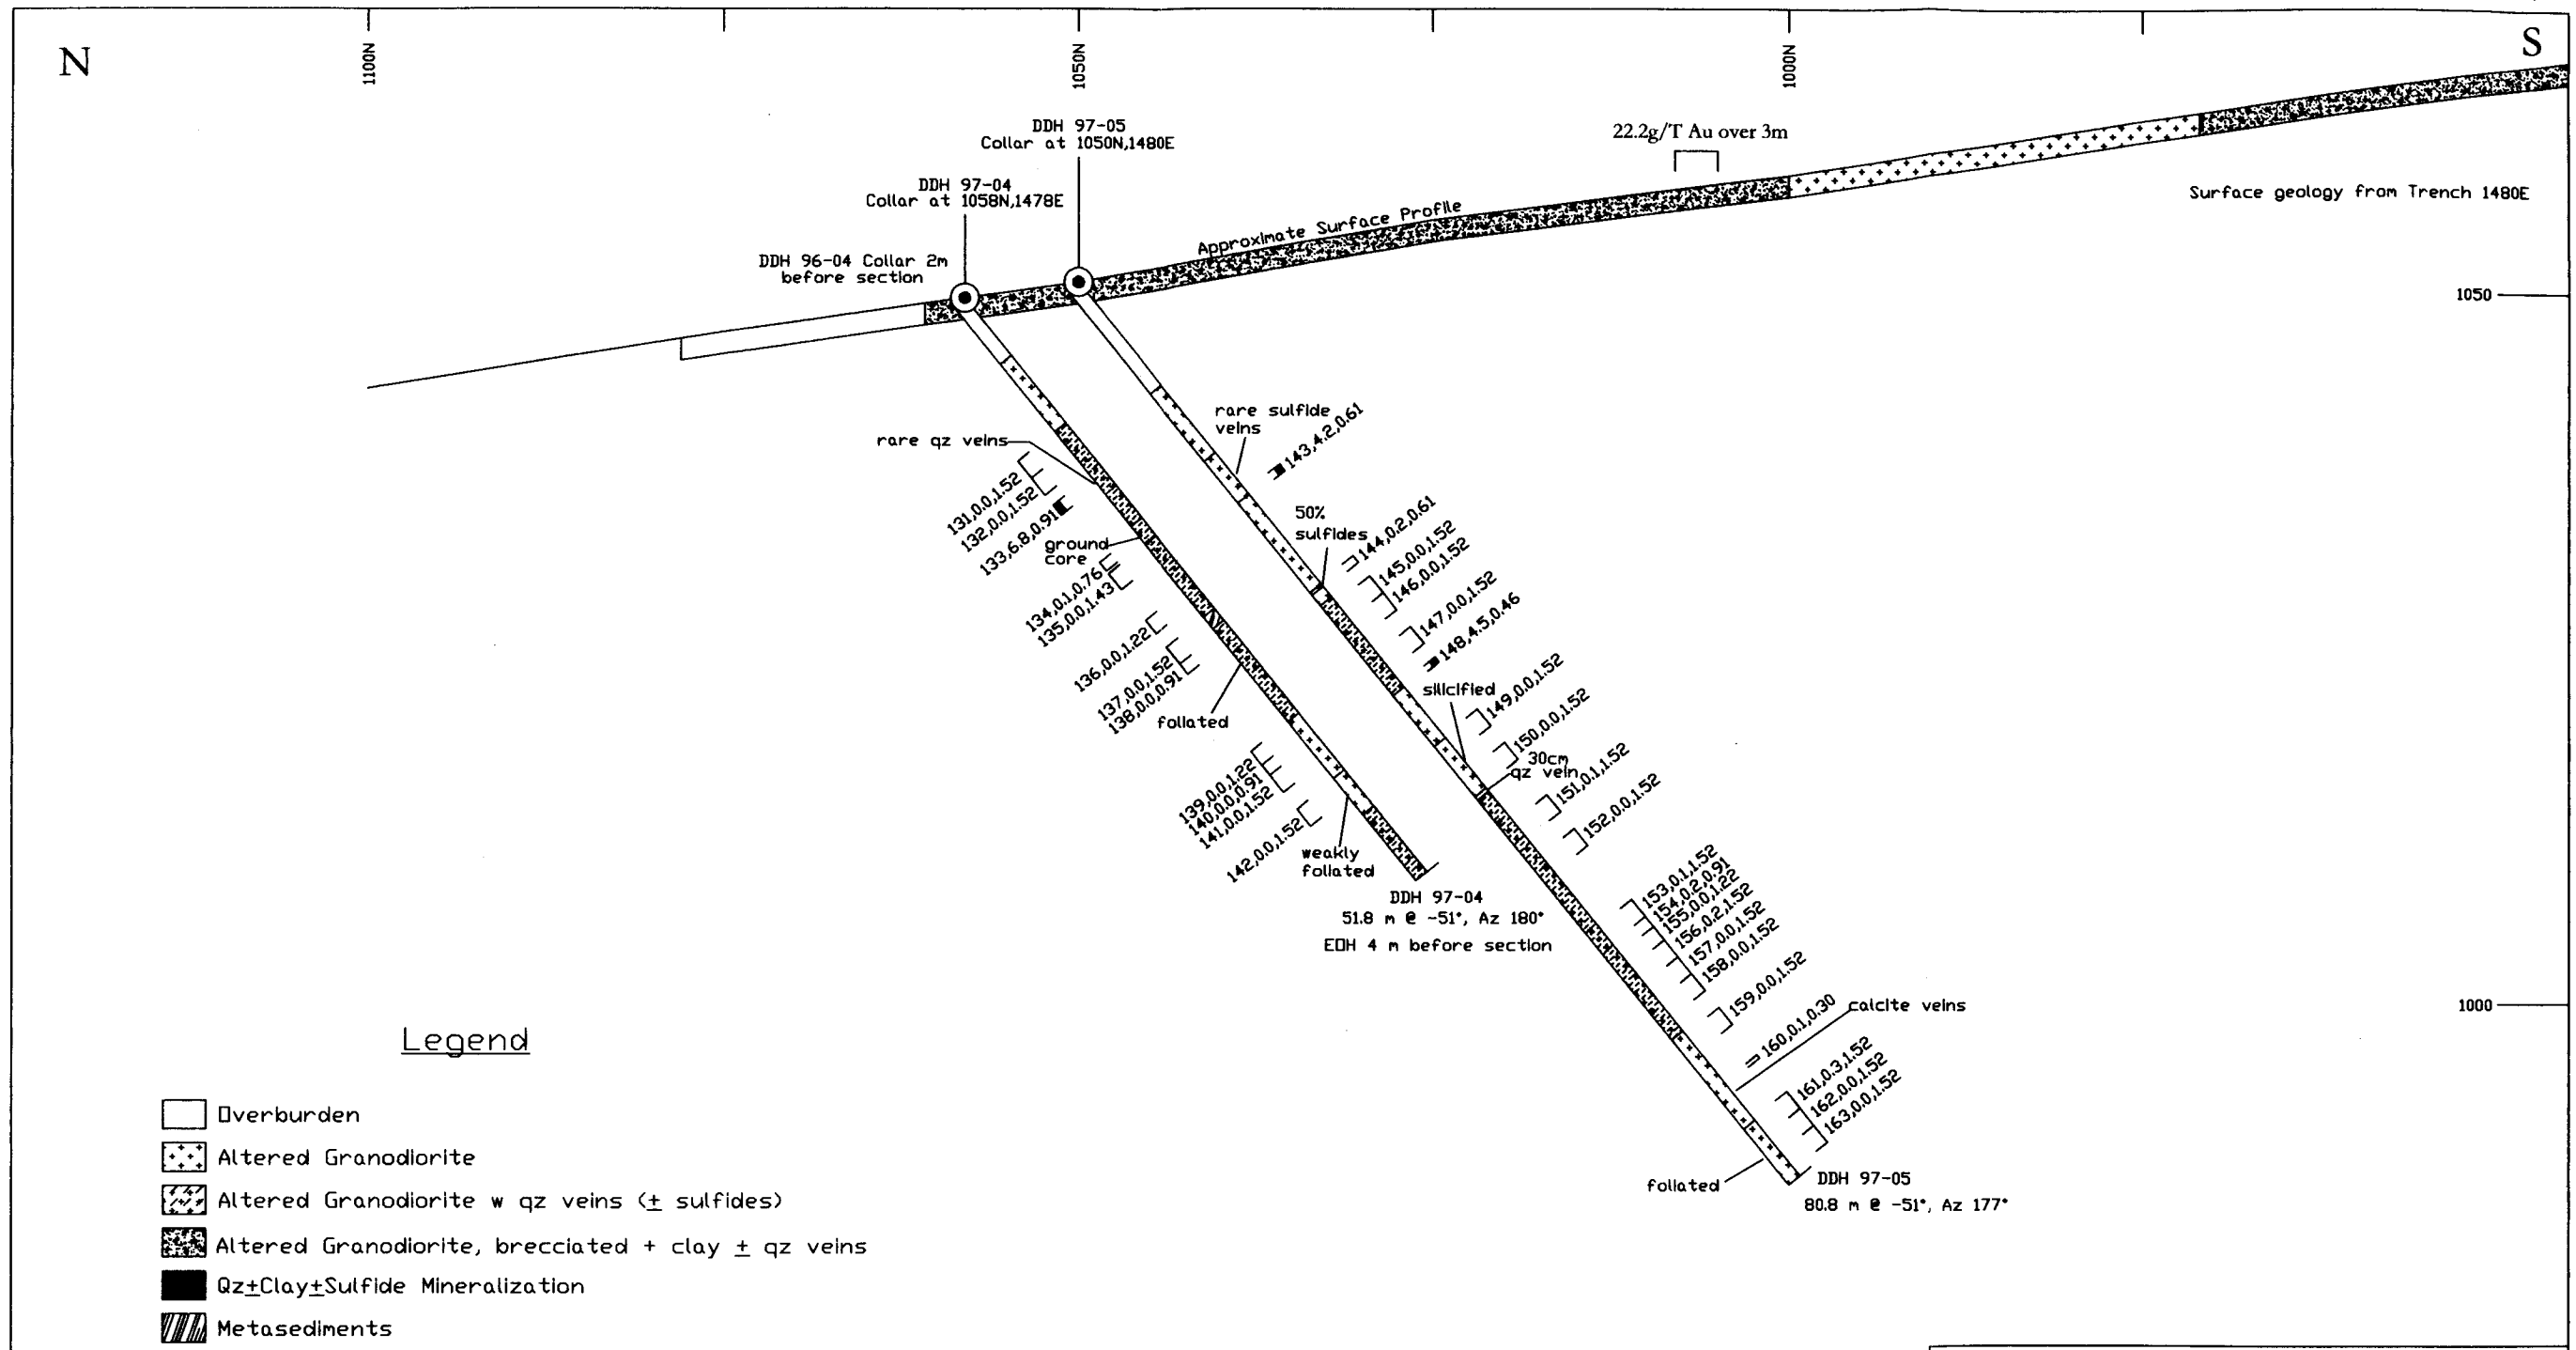 N
S
1100N
1050N
1000N
DDH 97-05
Collar at 1050N,1480E
22.2g/T Au over 3m
DDH 97-04
Collar at 1058N,1478E
Surface geology from Trench 1480E
Approximate Surface Profile
DDH 96-04 Collar 2m
before section
1050
rare qz veins
131,0.0,1.52
132,0.0,1.52
133,6.8,0.91
ground
core
134,0.1,0.76
135,0.0,1.43
136,0.0,1.22
137,0.0,1.52
138,0.0,0.91
foliated
139,0.0,1.22
140,0.0,0.91
141,0.0,1.52
142,0.0,1.52
weakly
foliated
DDH 97-04
51.8 m @ -51°, Az 180°
EOH 4 m before section
rare sulfide
veins
143,4.2,0.61
50%
sulfides
144,0.2,0.61
145,0.0,1.52
146,0.0,1.52
147,0.0,1.52
148,4.5,0.46
silicified
149,0.0,1.52
150,0.0,1.52
30cm
qz vein
151,0.1,1.52
152,0.0,1.52
153,0.1,1.52
154,0.2,0.91
155,0.0,1.22
156,0.2,1.52
157,0.0,1.52
158,0.0,1.52
159,0.0,1.52
160,0.1,0.30
calcite veins
1000
161,0.3,1.52
162,0.0,1.52
163,0.0,1.52
foliated
DDH 97-05
80.8 m @ -51°, Az 177°
Legend
Overburden
Altered Granodiorite
Altered Granodiorite w qz veins (± sulfides)
Altered Granodiorite, brecciated + clay ± qz veins
Qz±Clay±Sulfide Mineralization
Metasediments